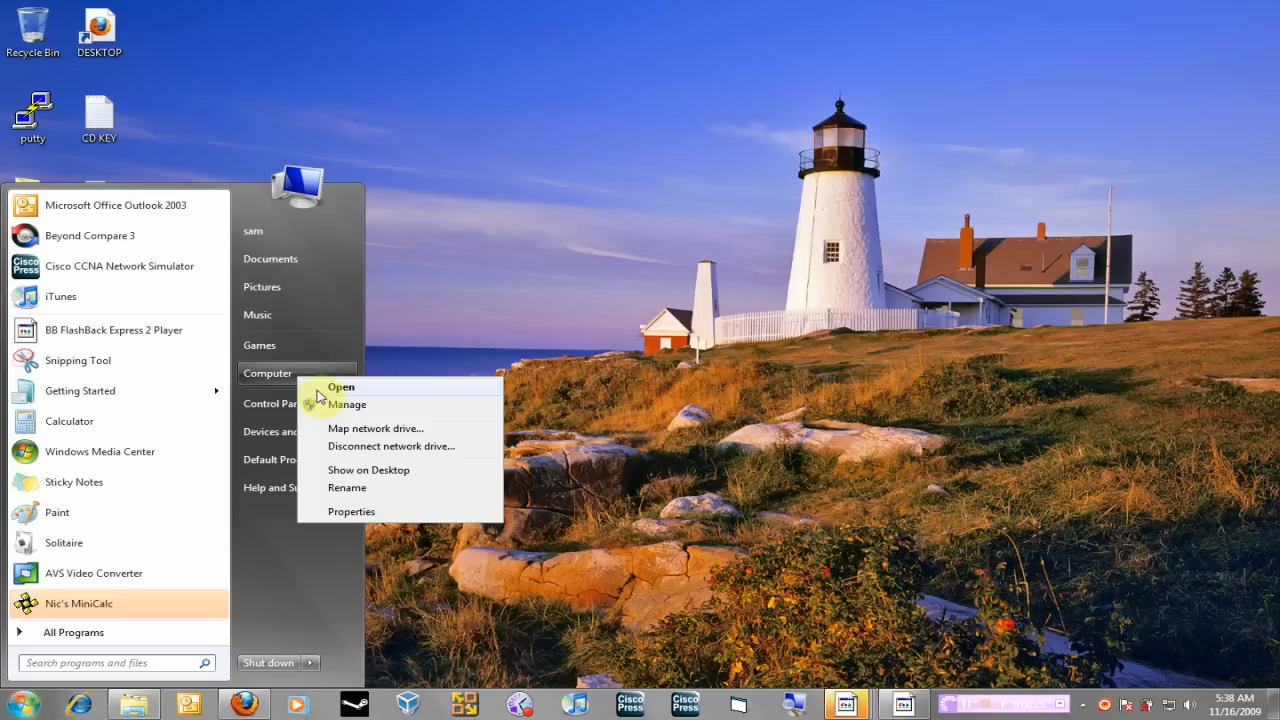 Recycle Bin
DESKTOP
putty
CD KEY
Microsoft Office Outlook 2003
Beyond Compare 3
Cisco CCNA Network Simulator
iTunes
BB FlashBack Express 2 Player
Snipping Tool
Getting Started
Calculator
Windows Media Center
Sticky Notes
Paint
Solitaire
AVS Video Converter
Nic's MiniCalc
All Programs
Search programs and files
sam
Documents
Pictures
Music
Games
Computer
Control Pan
Devices and
Default Pro
Help and Su
Shut down
Open
Manage
Map network drive...
Disconnect network drive...
Show on Desktop
Rename
Properties
Cisco Press
Cisco Press
Cisco Press
5:38 AM
11/16/2009